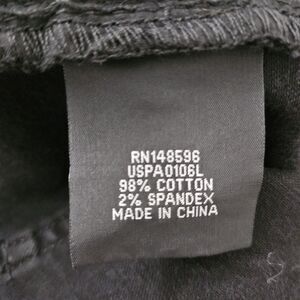 RN148596
USPA0106L
98% COTTON
2% SPANDEX
MADE IN CHINA